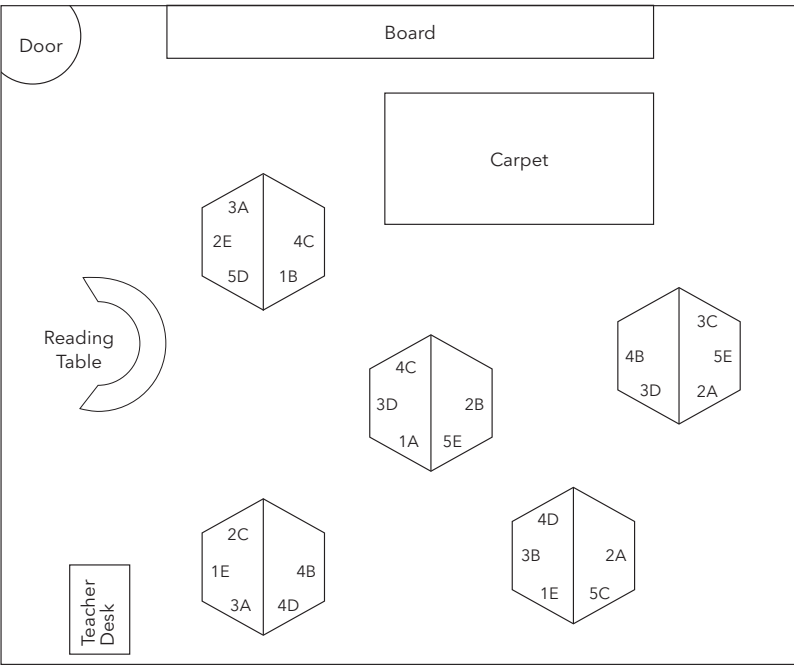 Door
Board
Carpet
3A
2E
4C
5D
1B
Reading
Table
3C
4B
5E
3D
2A
4C
3D
2B
1A
5E
2C
1E
4B
3A
4D
4D
3B
2A
1E
5C
Teacher
Desk